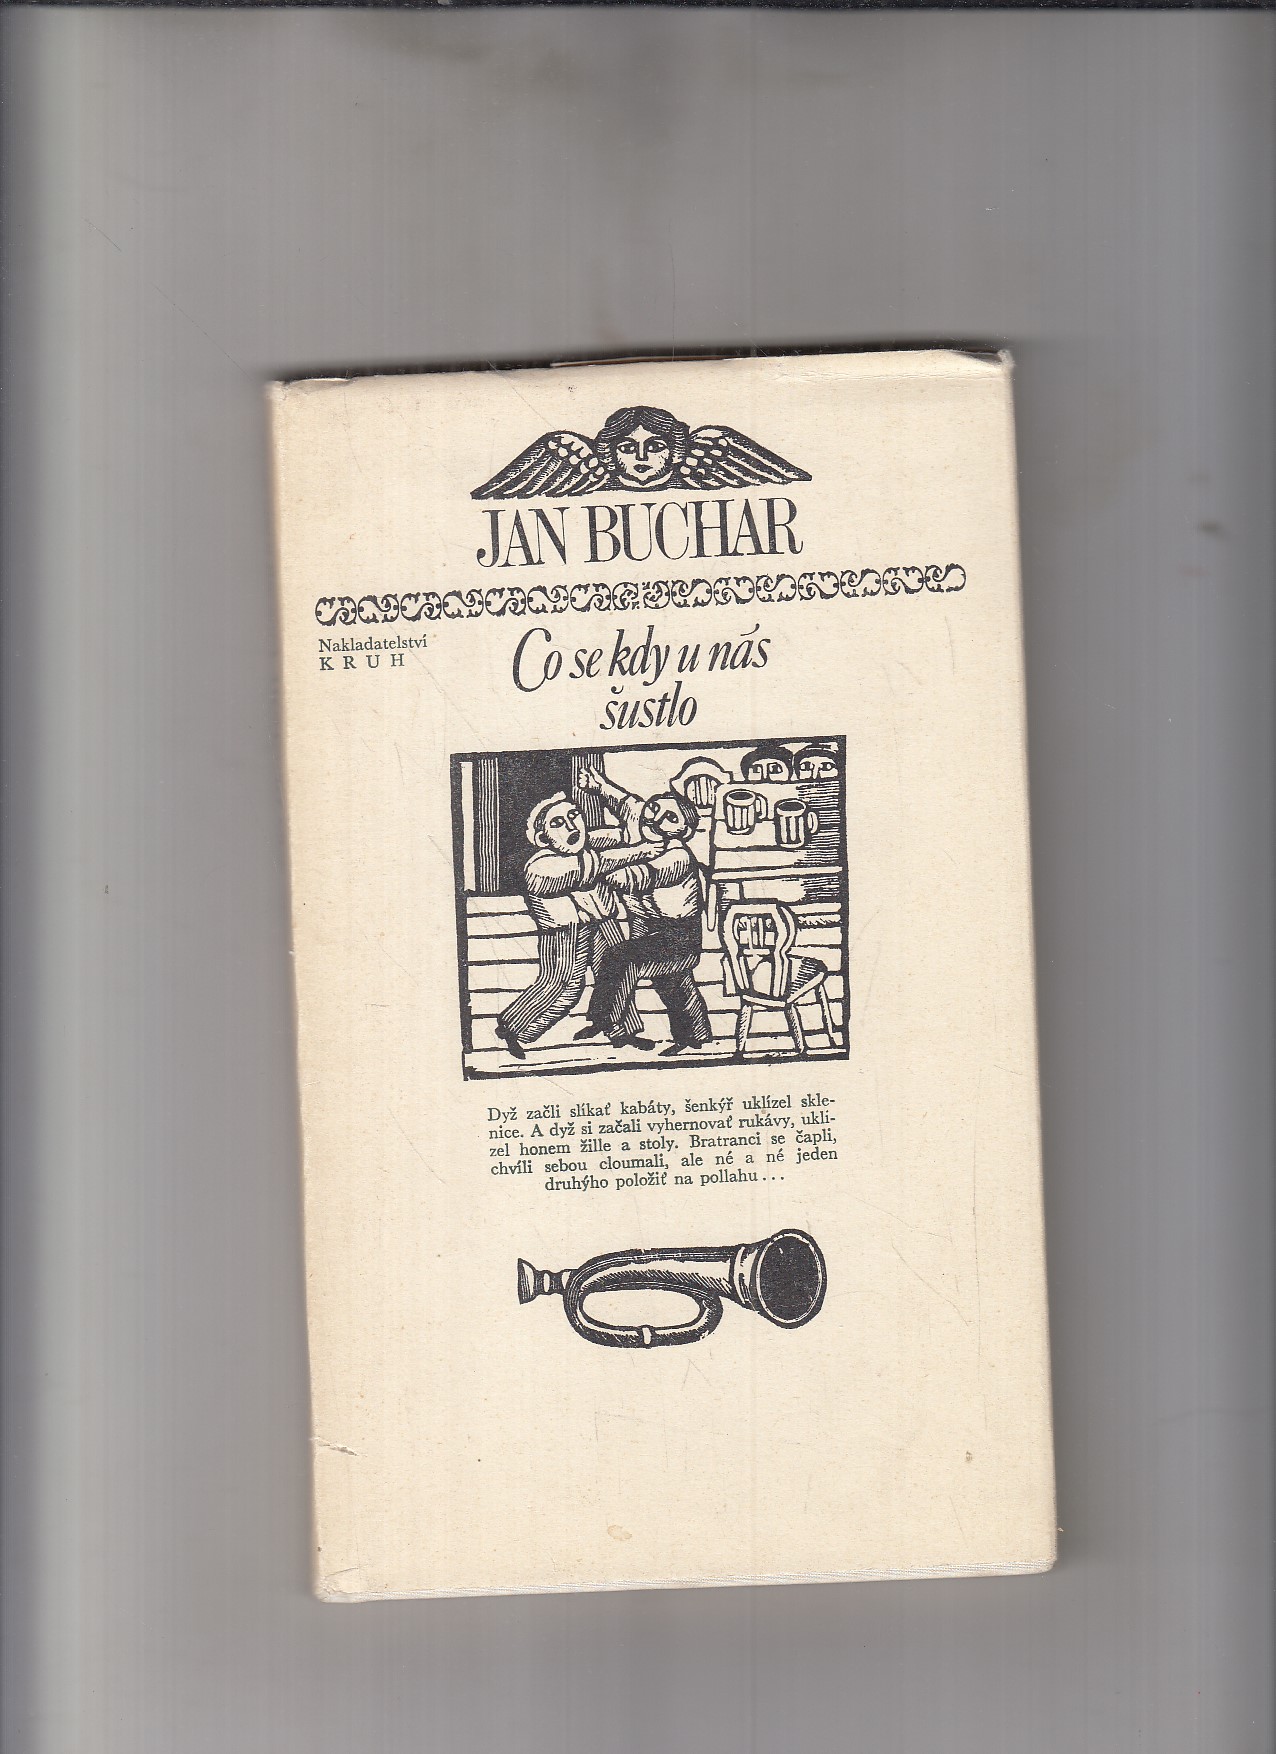 JAN BUCHAR
Nakladatelství
KRUH
Co se kdy u nás
šustlo
Dyž začli slíkať kabáty, šenkýř uklízel skle-
nice. A dyž si začali vyhernovať rukávy, ukli-
zel honem žille a stoly. Bratranci se čapli,
chvíli sebou cloumali, ale né a né jeden
druhýho položiť na pollahu...